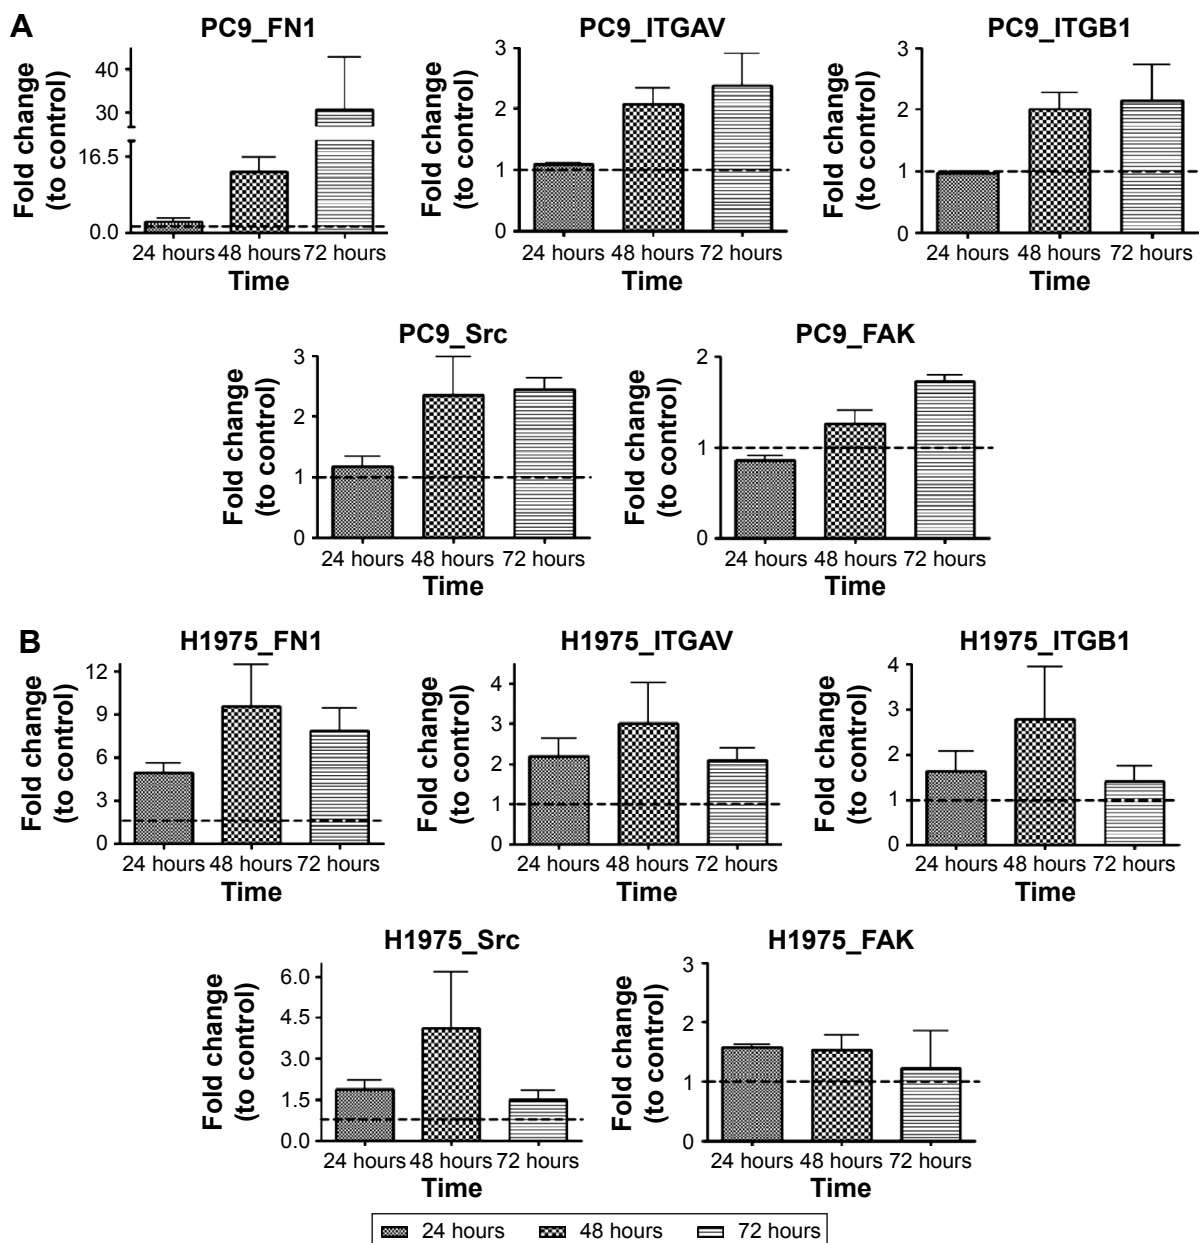 A
PC9_FN1
PC9_ITGAV
PC9_ITGB1
Fold change
(to control)
40
30
16.5
0.0
24 hours 48 hours 72 hours
Time
Fold change
(to control)
3
2
1
0
24 hours 48 hours 72 hours
Time
Fold change
(to control)
3
2
1
0
24 hours 48 hours 72 hours
Time
PC9_Src
PC9_FAK
Fold change
(to control)
3
2
1
0
24 hours 48 hours 72 hours
Time
Fold change
(to control)
2
1
0
24 hours 48 hours 72 hours
Time
B
H1975_FN1
H1975_ITGAV
H1975_ITGB1
Fold change
(to control)
12
9
6
3
0
24 hours 48 hours 72 hours
Time
Fold change
(to control)
4
3
2
1
0
24 hours 48 hours 72 hours
Time
Fold change
(to control)
4
3
2
1
0
24 hours 48 hours 72 hours
Time
H1975_Src
H1975_FAK
Fold change
(to control)
6.0
4.5
3.0
1.5
0.0
24 hours 48 hours 72 hours
Time
Fold change
(to control)
3
2
1
0
24 hours 48 hours 72 hours
Time
24 hours 48 hours 72 hours